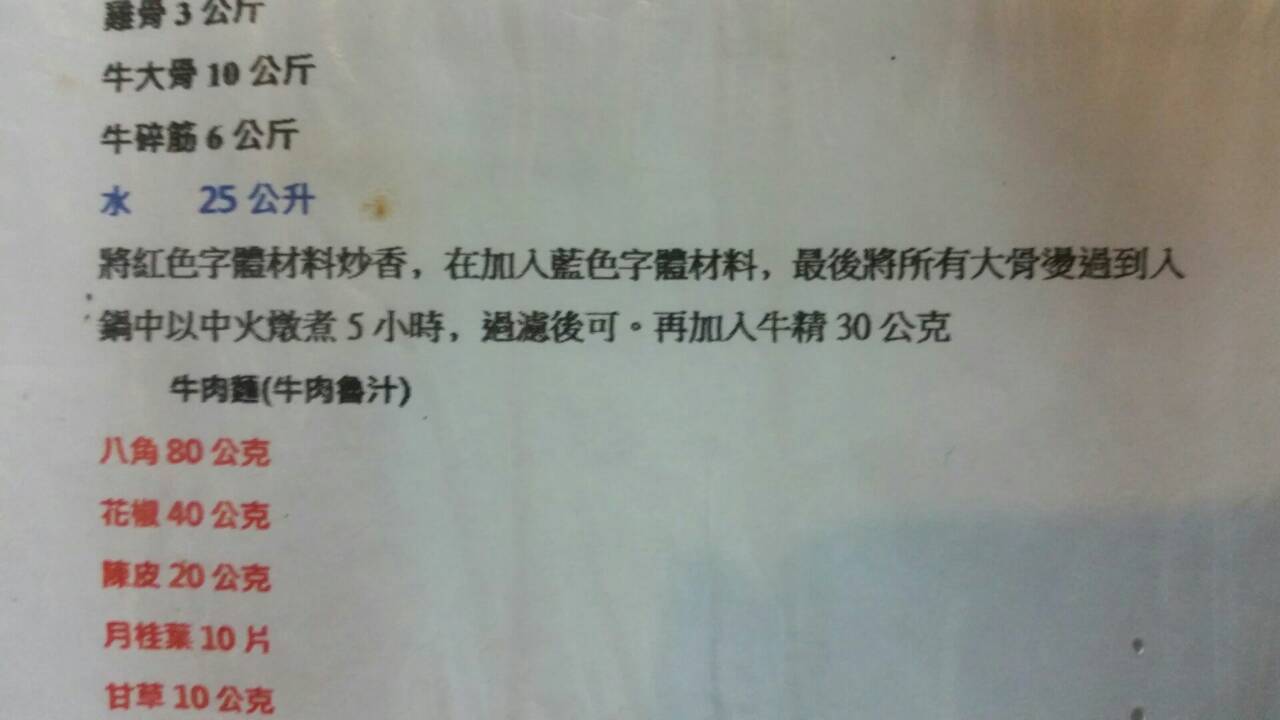 雞骨 3 公斤
牛大骨 10 公斤
牛碎筋 6 公斤
水 25 公升
將紅色字體材料炒香，在加入藍色字體材料，最後將所有大骨燙過到入
鍋中以中火燉煮 5 小時，過濾後可。再加入牛精 30 公克
牛肉麵(牛肉魯汁)
八角 80 公克
花椒 40 公克
陳皮 20 公克
月桂葉 10 片
甘草 10 公克